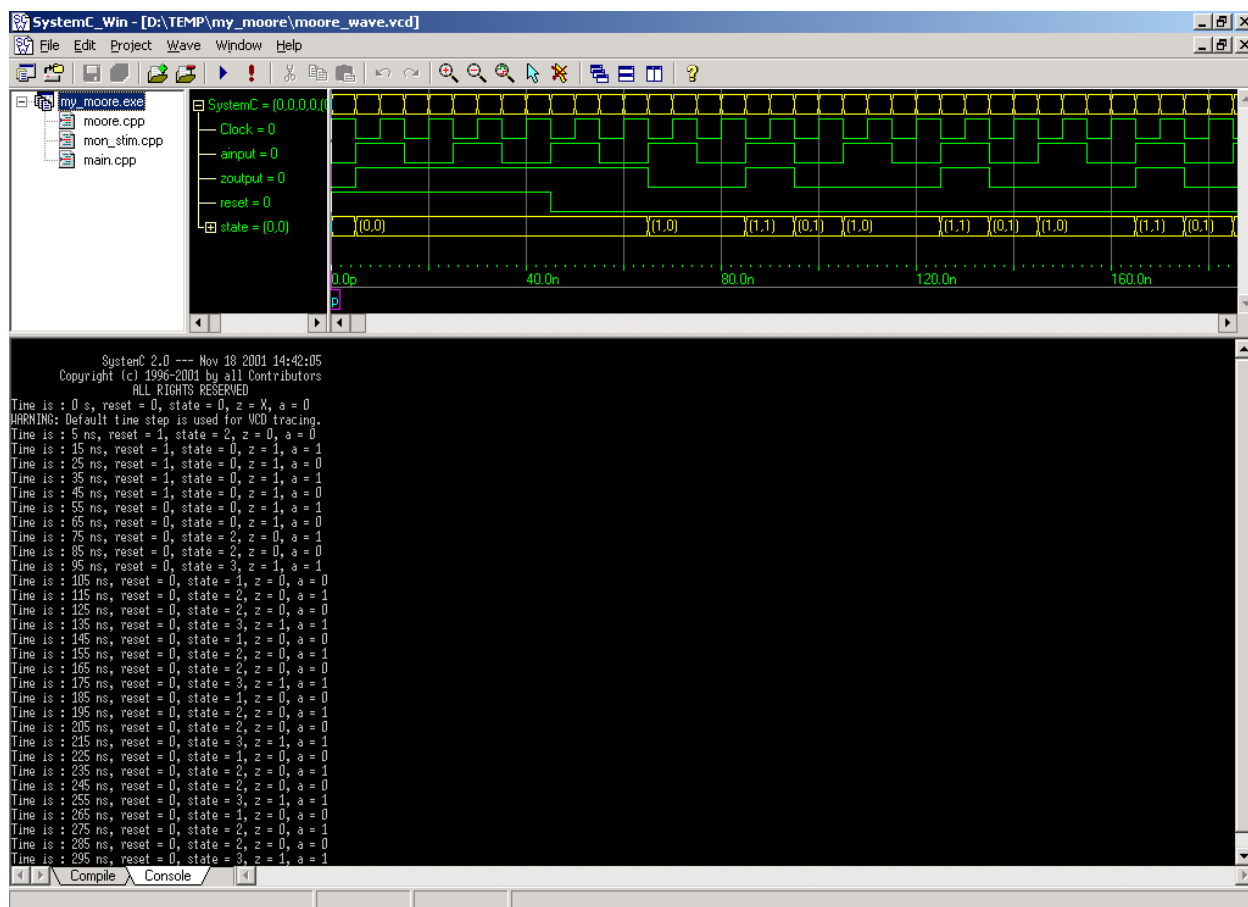 SystemC_Win - [D:\TEMP\my_moore\moore_wave.vcd]
File Edit Project Wave Window Help
my_moore.exe
moore.cpp
mon_stim.cpp
main.cpp
SystemC = (0,0,0,0,(0
Clock = 0
ainput = 0
zoutput = 0
reset = 0
state = (0,0)
(0,0) (1,0) (1,1) (0,1) (1,0) (1,1) (0,1) (1,0) (1,1) (0,1)
0.0p 40.0n 80.0n 120.0n 160.0n
p
SystemC 2.0 --- Nov 18 2001 14:42:05
Copyright (c) 1996-2001 by all Contributors
ALL RIGHTS RESERVED
Time is : 0 s, reset = 0, state = 0, z = X, a = 0
WARNING: Default time step is used for VCD tracing.
Time is : 5 ns, reset = 1, state = 2, z = 0, a = 0
Time is : 15 ns, reset = 1, state = 0, z = 1, a = 1
Time is : 25 ns, reset = 1, state = 0, z = 1, a = 0
Time is : 35 ns, reset = 1, state = 0, z = 1, a = 1
Time is : 45 ns, reset = 1, state = 0, z = 1, a = 0
Time is : 55 ns, reset = 0, state = 0, z = 1, a = 1
Time is : 65 ns, reset = 0, state = 0, z = 1, a = 0
Time is : 75 ns, reset = 0, state = 2, z = 0, a = 1
Time is : 85 ns, reset = 0, state = 2, z = 0, a = 0
Time is : 95 ns, reset = 0, state = 3, z = 1, a = 1
Time is : 105 ns, reset = 0, state = 1, z = 0, a = 0
Time is : 115 ns, reset = 0, state = 2, z = 0, a = 1
Time is : 125 ns, reset = 0, state = 2, z = 0, a = 0
Time is : 135 ns, reset = 0, state = 3, z = 1, a = 1
Time is : 145 ns, reset = 0, state = 1, z = 0, a = 0
Time is : 155 ns, reset = 0, state = 2, z = 0, a = 1
Time is : 165 ns, reset = 0, state = 2, z = 0, a = 0
Time is : 175 ns, reset = 0, state = 3, z = 1, a = 1
Time is : 185 ns, reset = 0, state = 1, z = 0, a = 0
Time is : 195 ns, reset = 0, state = 2, z = 0, a = 1
Time is : 205 ns, reset = 0, state = 2, z = 0, a = 0
Time is : 215 ns, reset = 0, state = 3, z = 1, a = 1
Time is : 225 ns, reset = 0, state = 1, z = 0, a = 0
Time is : 235 ns, reset = 0, state = 2, z = 0, a = 1
Time is : 245 ns, reset = 0, state = 2, z = 0, a = 0
Time is : 255 ns, reset = 0, state = 3, z = 1, a = 1
Time is : 265 ns, reset = 0, state = 1, z = 0, a = 0
Time is : 275 ns, reset = 0, state = 2, z = 0, a = 1
Time is : 285 ns, reset = 0, state = 2, z = 0, a = 0
Time is : 295 ns, reset = 0, state = 3, z = 1, a = 1
Compile Console